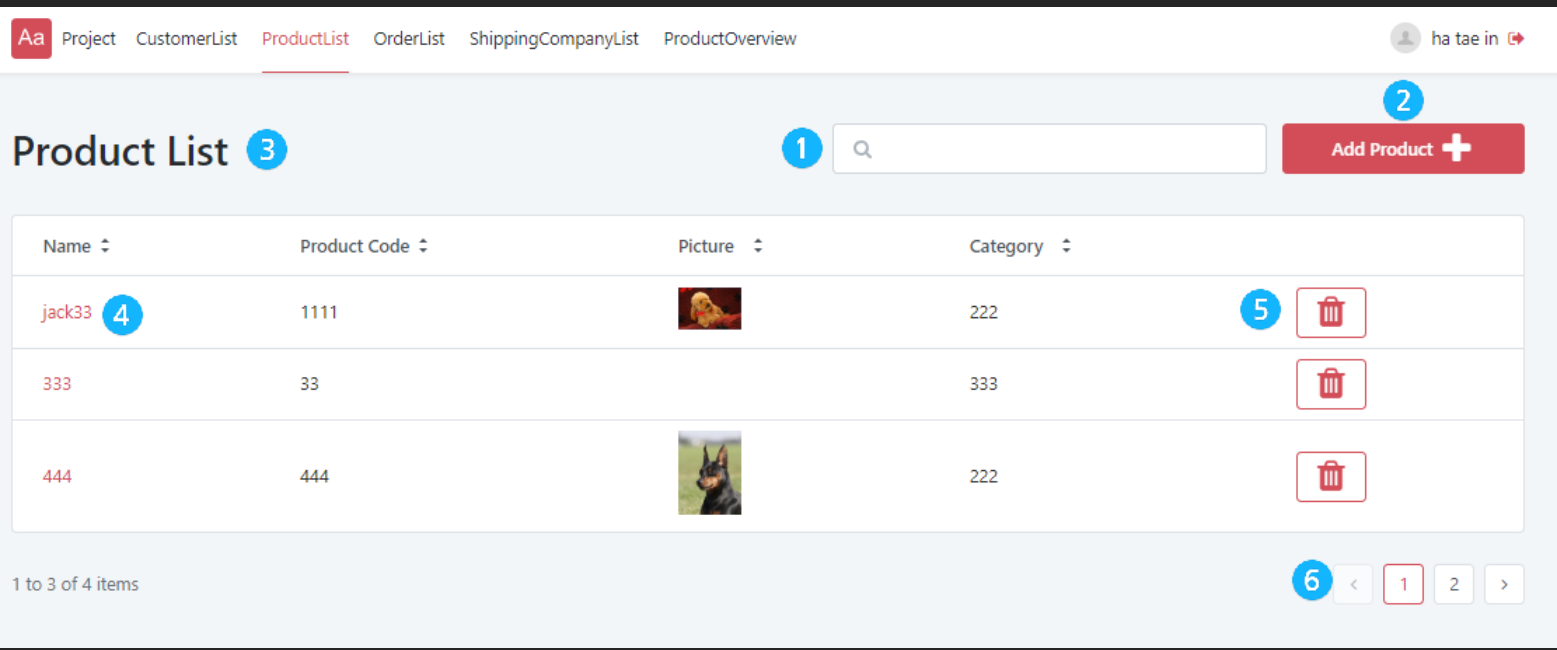 Aa Project CustomerList ProductList OrderList ShippingCompanyList ProductOverview ha tae in
2
Product List 3 1 Add Product
Name Product Code Picture Category
jack33 4 1111 222 5
333 33 333
444 444 222
1 to 3 of 4 items 6 < 1 2 >